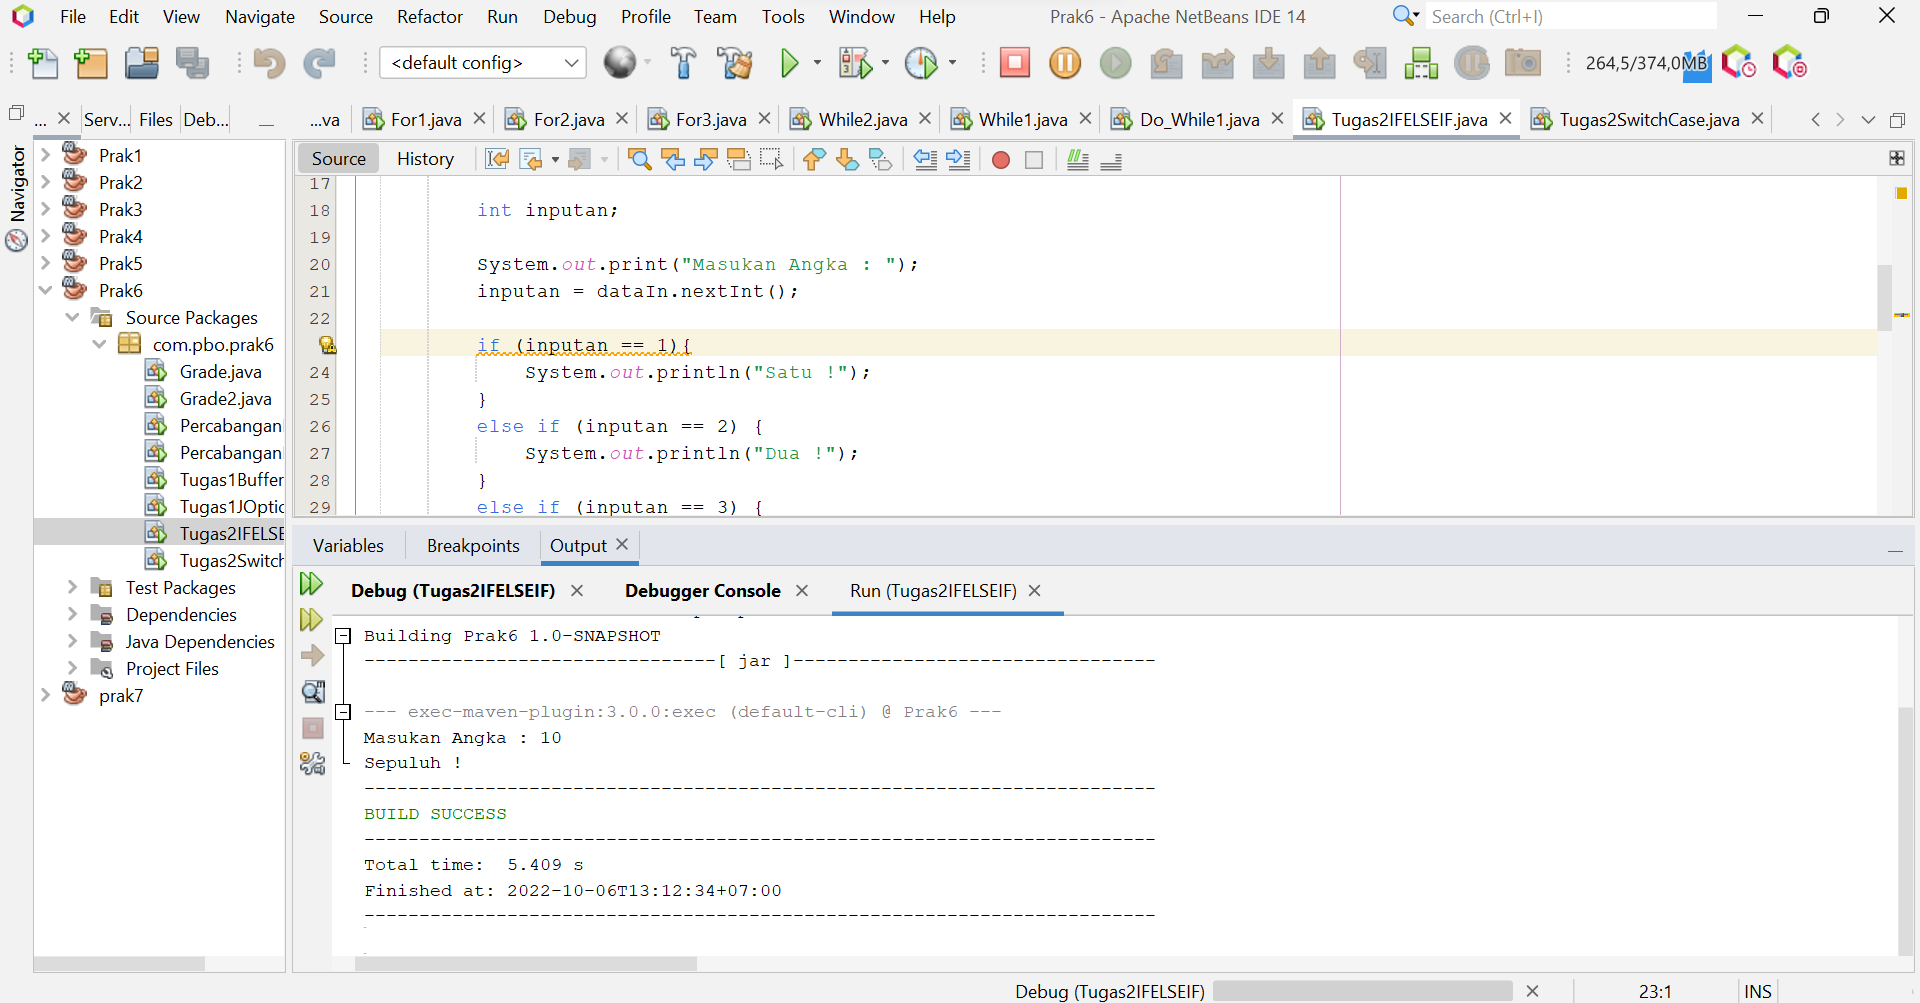 File Edit View Navigate Source Refactor Run Debug Profile Team Tools Window Help Prak6 - Apache NetBeans IDE 14 Search (Ctrl+I)
<default config> 264,5/374,0MB
... Serv... Files Deb... ...va For1.java For2.java For3.java While2.java While1.java Do_While1.java Tugas2IFELSEIF.java Tugas2SwitchCase.java
Navigator
Prak1
Prak2
Prak3
Prak4
Prak5
Prak6
Source Packages
com.pbo.prak6
Grade.java
Grade2.java
Percabangan
Percabangan
Tugas1Buffer
Tugas1JOptic
Tugas2IFELSE
Tugas2Switch
Test Packages
Dependencies
Java Dependencies
Project Files
prak7
Source History
17
18 int inputan;
19
20 System.out.print("Masukan Angka : ");
21 inputan = dataIn.nextInt();
22
if (inputan == 1){
24 System.out.println("Satu !");
25 }
26 else if (inputan == 2) {
27 System.out.println("Dua !");
28 }
29 else if (inputan == 3) {
Variables Breakpoints Output
Debug (Tugas2IFELSEIF) Debugger Console Run (Tugas2IFELSEIF)
Building Prak6 1.0-SNAPSHOT
--------------------------------[ jar ]---------------------------------
--- exec-maven-plugin:3.0.0:exec (default-cli) @ Prak6 ---
Masukan Angka : 10
Sepuluh !
------------------------------------------------------------------------
BUILD SUCCESS
------------------------------------------------------------------------
Total time: 5.409 s
Finished at: 2022-10-06T13:12:34+07:00
------------------------------------------------------------------------
Debug (Tugas2IFELSEIF) 23:1 INS